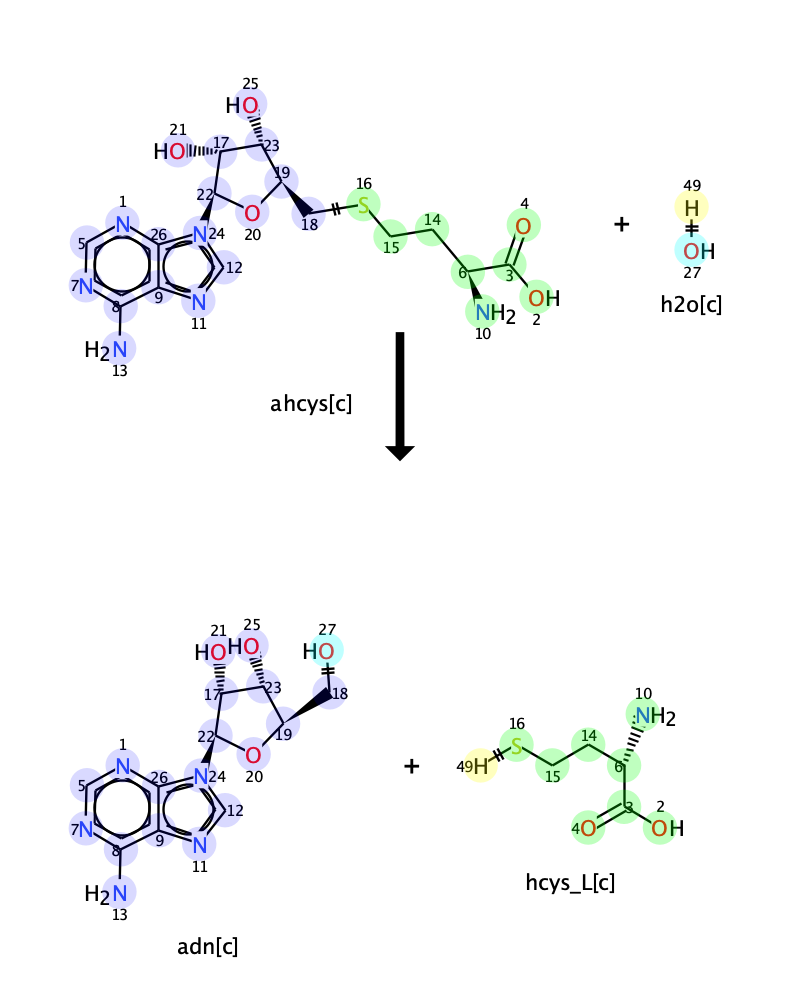 25
HO
21
HO
17
23
19
16
S
4
O
49
H
22
18
14
+
1
N
N
24
O
20
15
OH
27
5
26
12
6
3
h2o[c]
7
N
9
N
OH
8
11
NH2
2
10
H2N
13
ahcys[c]
21
HO
25
HO
27
HO
10
NH2
17
23
18
16
S
14
22
19
49
H
15
6
1
N
N
24
O
20
+
5
26
12
3
2
7
N
9
N
4
O
OH
8
11
hcys_L[c]
H2N
13
adn[c]